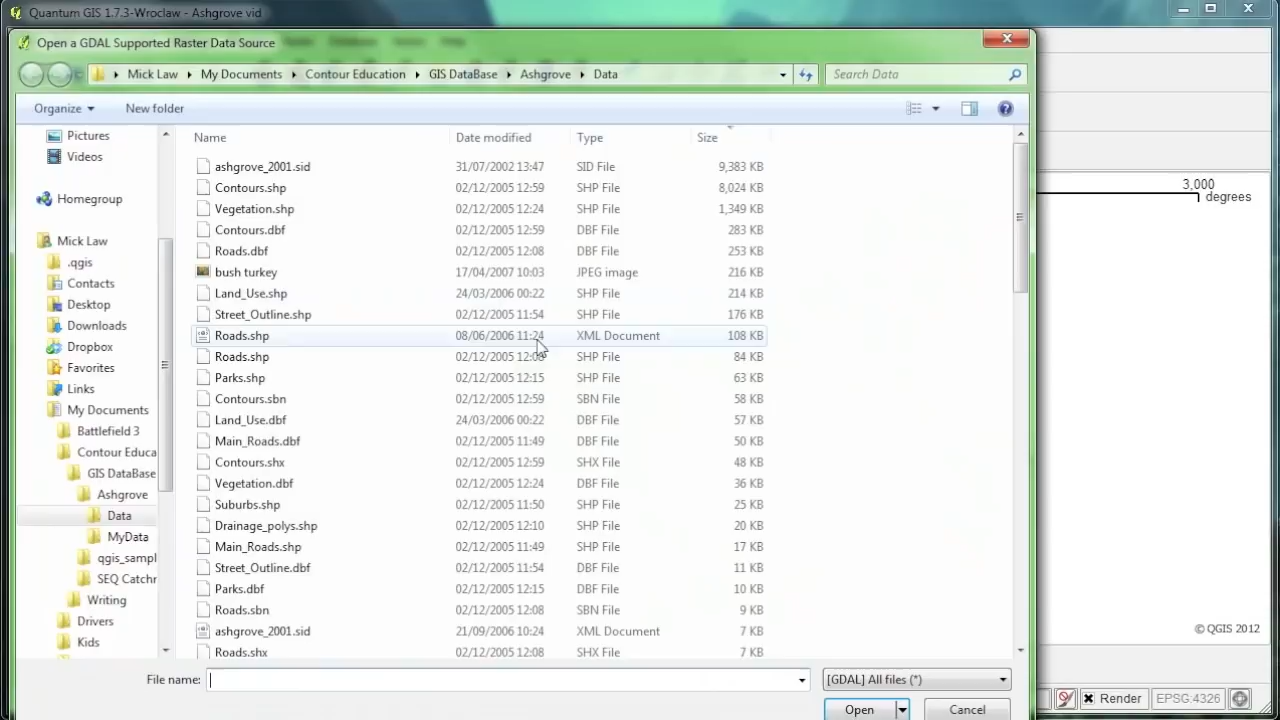 Quantum GIS 1.7.3-Wroclaw - Ashgrove vid
Open a GDAL Supported Raster Data Source
Mick Law My Documents Contour Education GIS DataBase Ashgrove Data Search Data
Organize New folder
Pictures
Videos
Homegroup
Mick Law
.qgis
Contacts
Desktop
Downloads
Dropbox
Favorites
Links
My Documents
Battlefield 3
Contour Educa
GIS DataBase
Ashgrove
Data
MyData
qgis_sampl
SEQ Catchr
Writing
Drivers
Kids
Name Date modified Type Size
ashgrove_2001.sid 31/07/2002 13:47 SID File 9,383 KB
Contours.shp 02/12/2005 12:59 SHP File 8,024 KB
Vegetation.shp 02/12/2005 12:24 SHP File 1,349 KB
Contours.dbf 02/12/2005 12:59 DBF File 283 KB
Roads.dbf 02/12/2005 12:08 DBF File 253 KB
bush turkey 17/04/2007 10:03 JPEG image 216 KB
Land_Use.shp 24/03/2006 00:22 SHP File 214 KB
Street_Outline.shp 02/12/2005 11:54 SHP File 176 KB
Roads.shp 08/06/2006 11:24 XML Document 108 KB
Roads.shp 02/12/2005 12:08 SHP File 84 KB
Parks.shp 02/12/2005 12:15 SHP File 63 KB
Contours.sbn 02/12/2005 12:59 SBN File 58 KB
Land_Use.dbf 24/03/2006 00:22 DBF File 57 KB
Main_Roads.dbf 02/12/2005 11:49 DBF File 50 KB
Contours.shx 02/12/2005 12:59 SHX File 48 KB
Vegetation.dbf 02/12/2005 12:24 DBF File 36 KB
Suburbs.shp 02/12/2005 11:50 SHP File 25 KB
Drainage_polys.shp 02/12/2005 12:10 SHP File 20 KB
Main_Roads.shp 02/12/2005 11:49 SHP File 17 KB
Street_Outline.dbf 02/12/2005 11:54 DBF File 11 KB
Parks.dbf 02/12/2005 12:15 DBF File 10 KB
Roads.sbn 02/12/2005 12:08 SBN File 9 KB
ashgrove_2001.sid 21/09/2006 10:24 XML Document 7 KB
Roads.shx 02/12/2005 12:08 SHX File 7 KB
File name: [GDAL] All files (*)
Open Cancel
3,000
degrees
© QGIS 2012
Render EPSG:4326